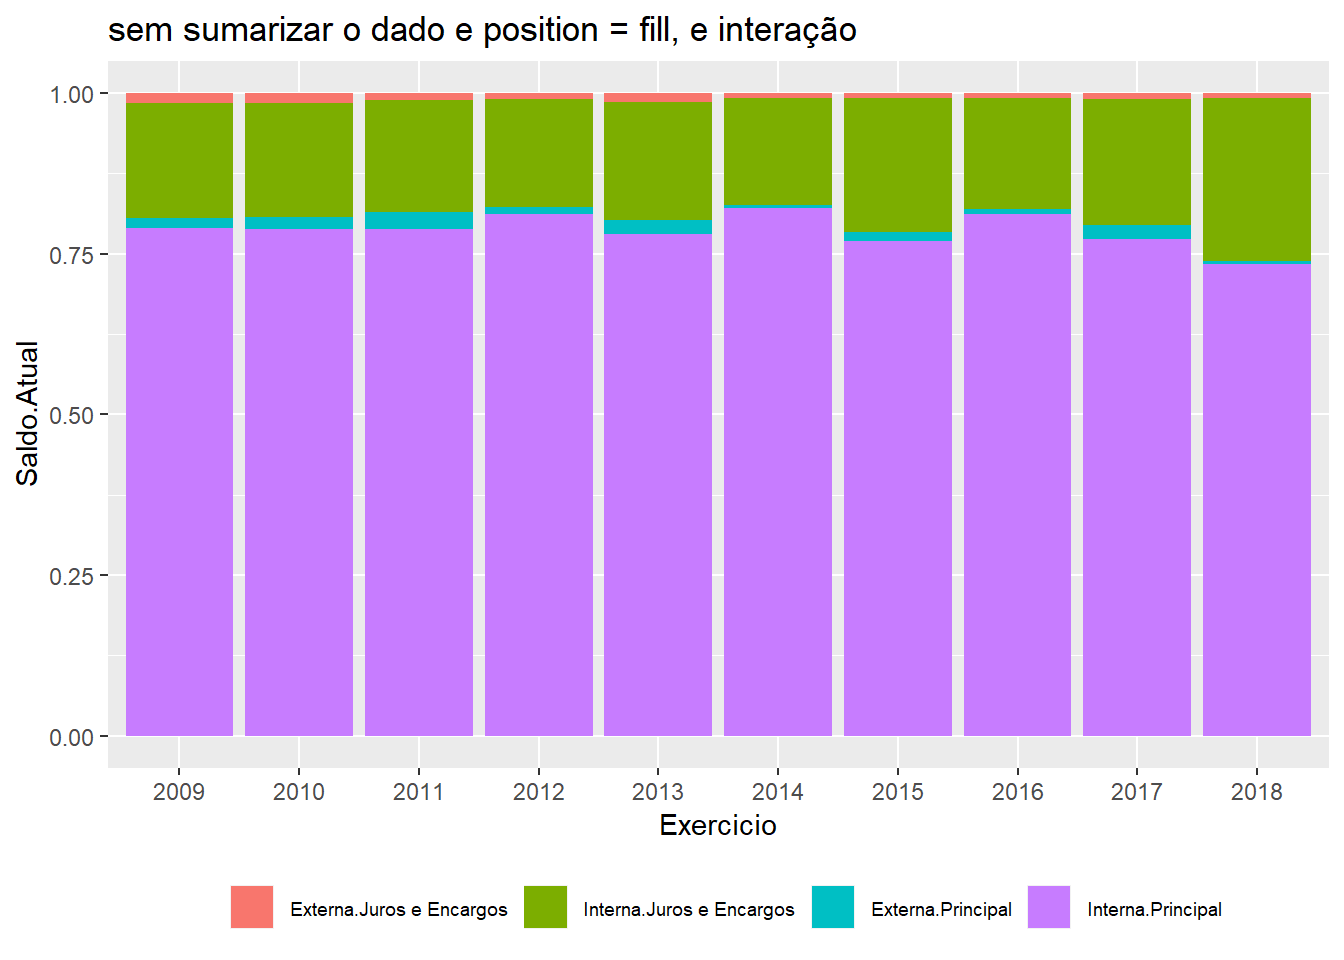 sem sumarizar o dado e position = fill, e interação
1.00
0.75
0.50
0.25
0.00
Saldo.Atual
2009 2010 2011 2012 2013 2014 2015 2016 2017 2018
Exercicio
Externa.Juros e Encargos Interna.Juros e Encargos Externa.Principal Interna.Principal